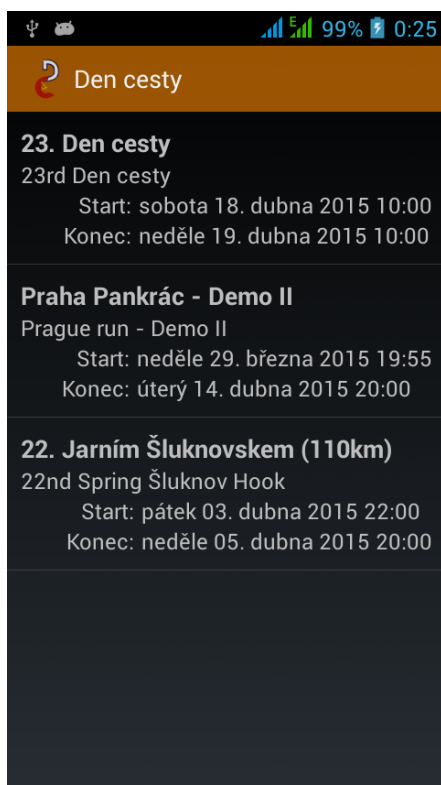 E 99% 0:25
Den cesty
23. Den cesty
23rd Den cesty
Start: sobota 18. dubna 2015 10:00
Konec: neděle 19. dubna 2015 10:00
Praha Pankrác - Demo II
Prague run - Demo II
Start: neděle 29. března 2015 19:55
Konec: úterý 14. dubna 2015 20:00
22. Jarním Šluknovskem (110km)
22nd Spring Šluknov Hook
Start: pátek 03. dubna 2015 22:00
Konec: neděle 05. dubna 2015 20:00